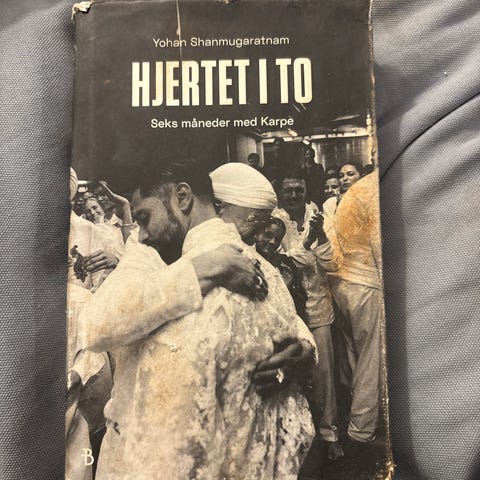 Yohan Shanmugaratnam
HJERTET I TO
Seks måneder med Karpe
B